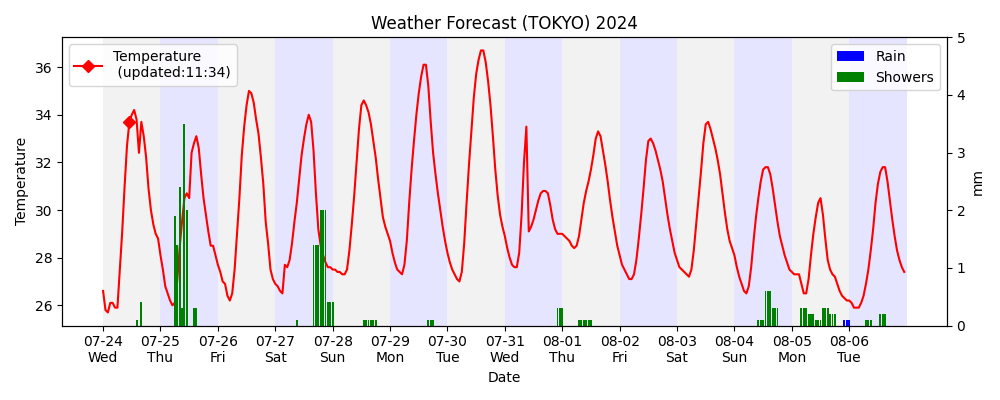 Weather Forecast (TOKYO) 2024
Temperature
(updated:11:34)
Rain
Showers
Temperature
36
34
32
30
28
26
5
4
3
2
1
0
mm
07-24 07-25 07-26 07-27 07-28 07-29 07-30 07-31 08-01 08-02 08-03 08-04 08-05 08-06
Wed Thu Fri Sat Sun Mon Tue Wed Thu Fri Sat Sun Mon Tue
Date